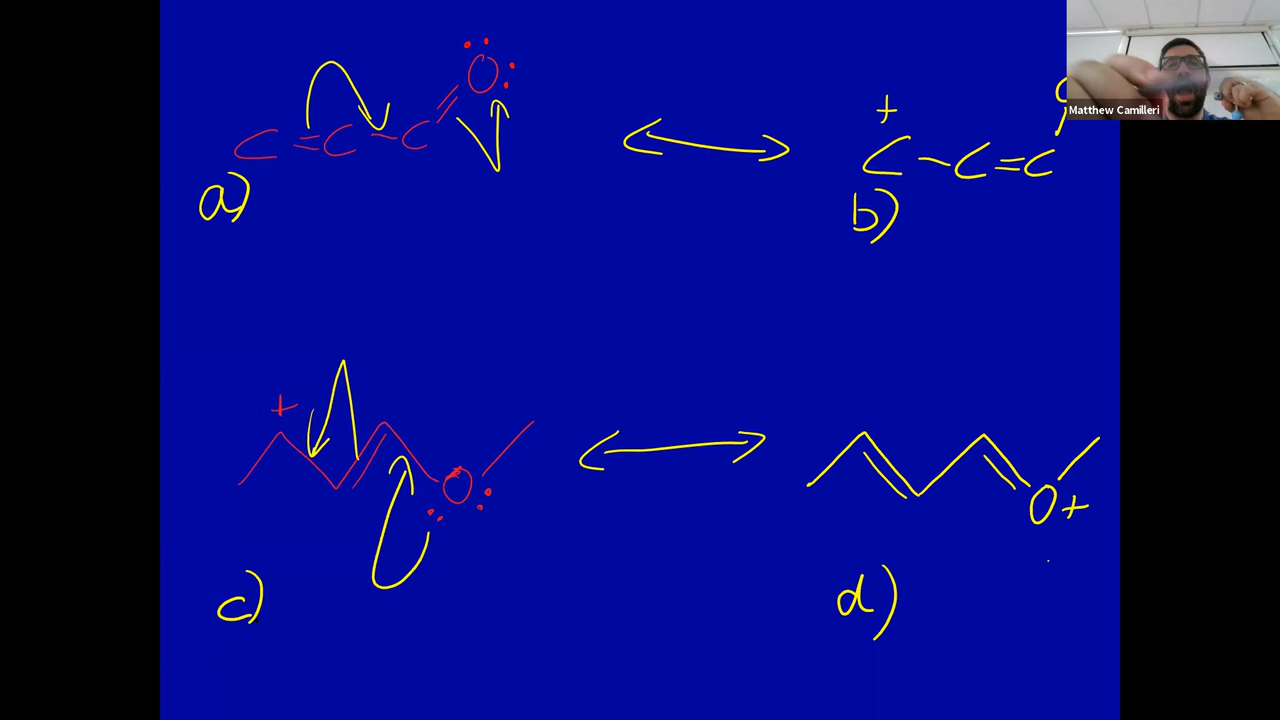 Matthew Camilleri
C=C-C=O
+
C-C=C
a)
b)
+
O
O+
c)
d)